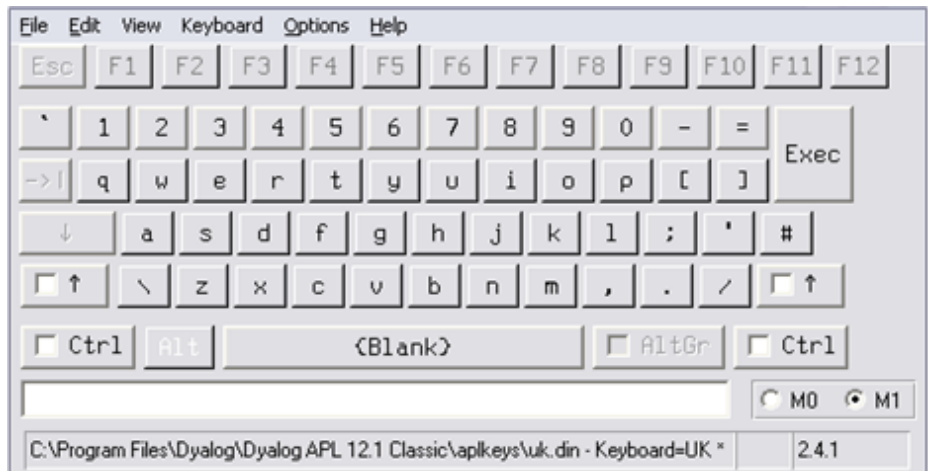 File Edit View Keyboard Options Help
Esc F1 F2 F3 F4 F5 F6 F7 F8 F9 F10 F11 F12
` 1 2 3 4 5 6 7 8 9 0 - =
Exec
->| q w e r t y u i o p [ ]
↓ a s d f g h j k l ; ' #
↑ \ z x c v b n m , . / ↑
Ctrl Alt {Blank} AltGr Ctrl
M0 M1
C:\Program Files\Dyalog\Dyalog APL 12.1 Classic\aplkeys\uk.din - Keyboard=UK * 2.4.1